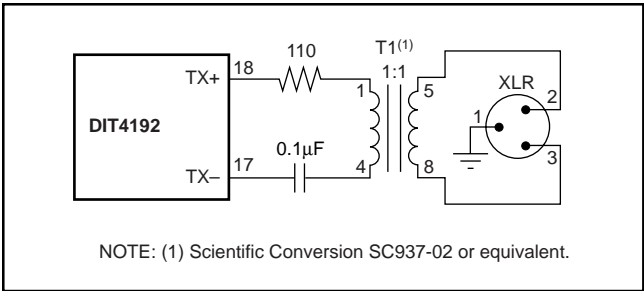 110
T1(1)
1:1
XLR
TX+
18
1
5
2
DIT4192
1
0.1µF
TX–
17
4
8
3
NOTE: (1) Scientific Conversion SC937-02 or equivalent.